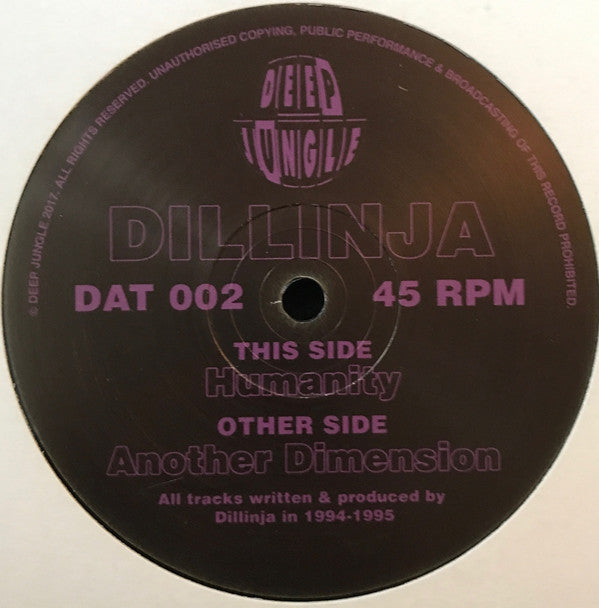 © DEEP JUNGLE 2017. ALL RIGHTS RESERVED. UNAUTHORISED COPYING, PUBLIC PERFORMANCE & BROADCASTING OF THIS RECORD PROHIBITED.
DEEP
JUNGLE
DILLINJA
DAT 002 45 RPM
THIS SIDE
Humanity
OTHER SIDE
Another Dimension
All tracks written & produced by
Dillinja in 1994-1995